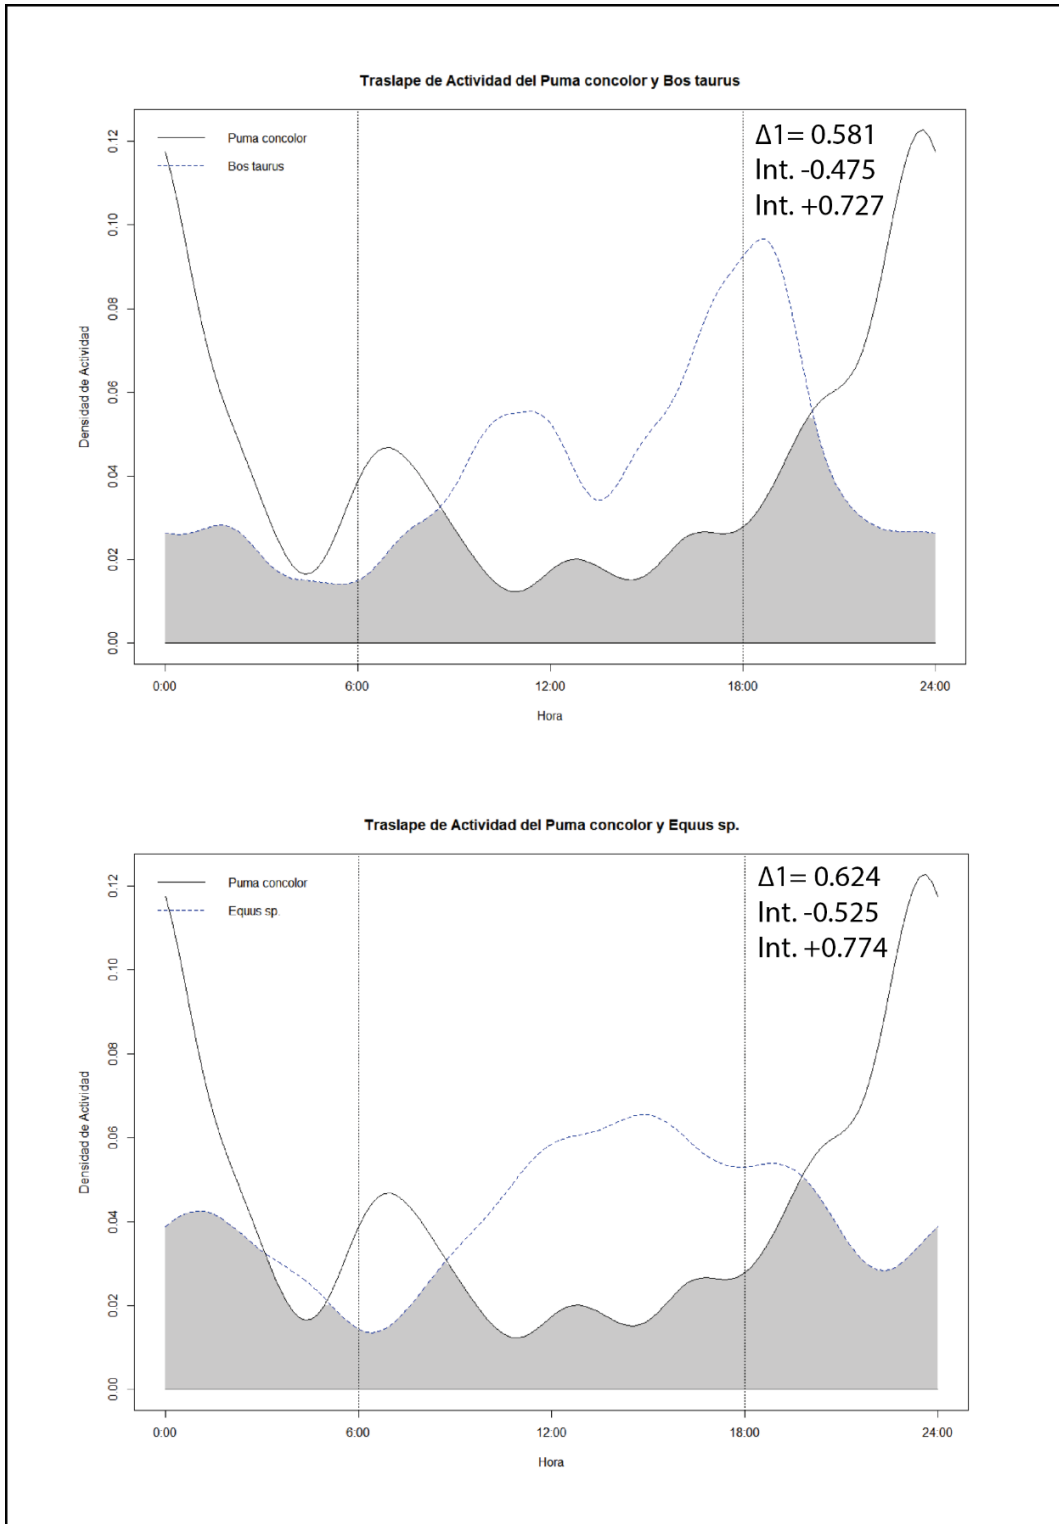 Traslape de Actividad del Puma concolor y Bos taurus
Puma concolor
Bos taurus
Δ1= 0.581
Int. -0.475
Int. +0.727
0.12
0.10
0.08
0.06
0.04
0.02
0.00
Densidad de Actividad
0:00 6:00 12:00 18:00 24:00
Hora
Traslape de Actividad del Puma concolor y Equus sp.
Puma concolor
Equus sp.
Δ1= 0.624
Int. -0.525
Int. +0.774
0.12
0.10
0.08
0.06
0.04
0.02
0.00
Densidad de Actividad
0:00 6:00 12:00 18:00 24:00
Hora